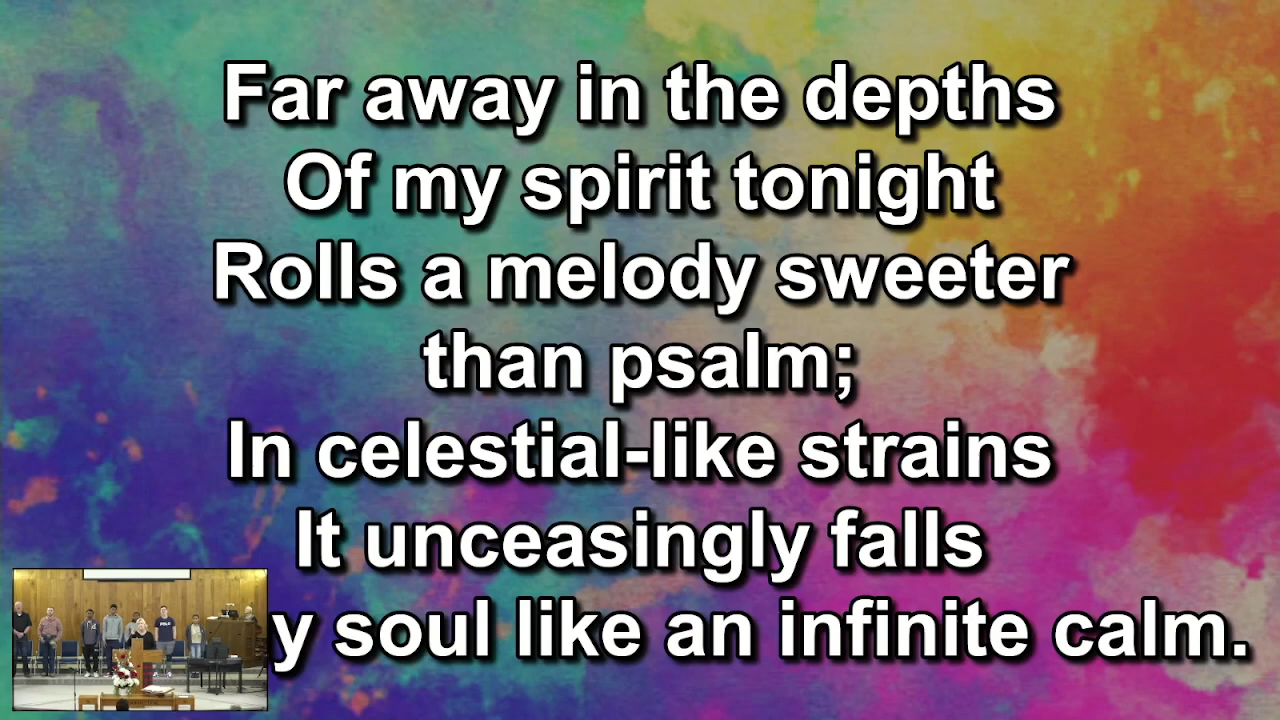 Far away in the depths
Of my spirit tonight
Rolls a melody sweeter
than psalm;
In celestial-like strains
It unceasingly falls
y soul like an infinite calm.